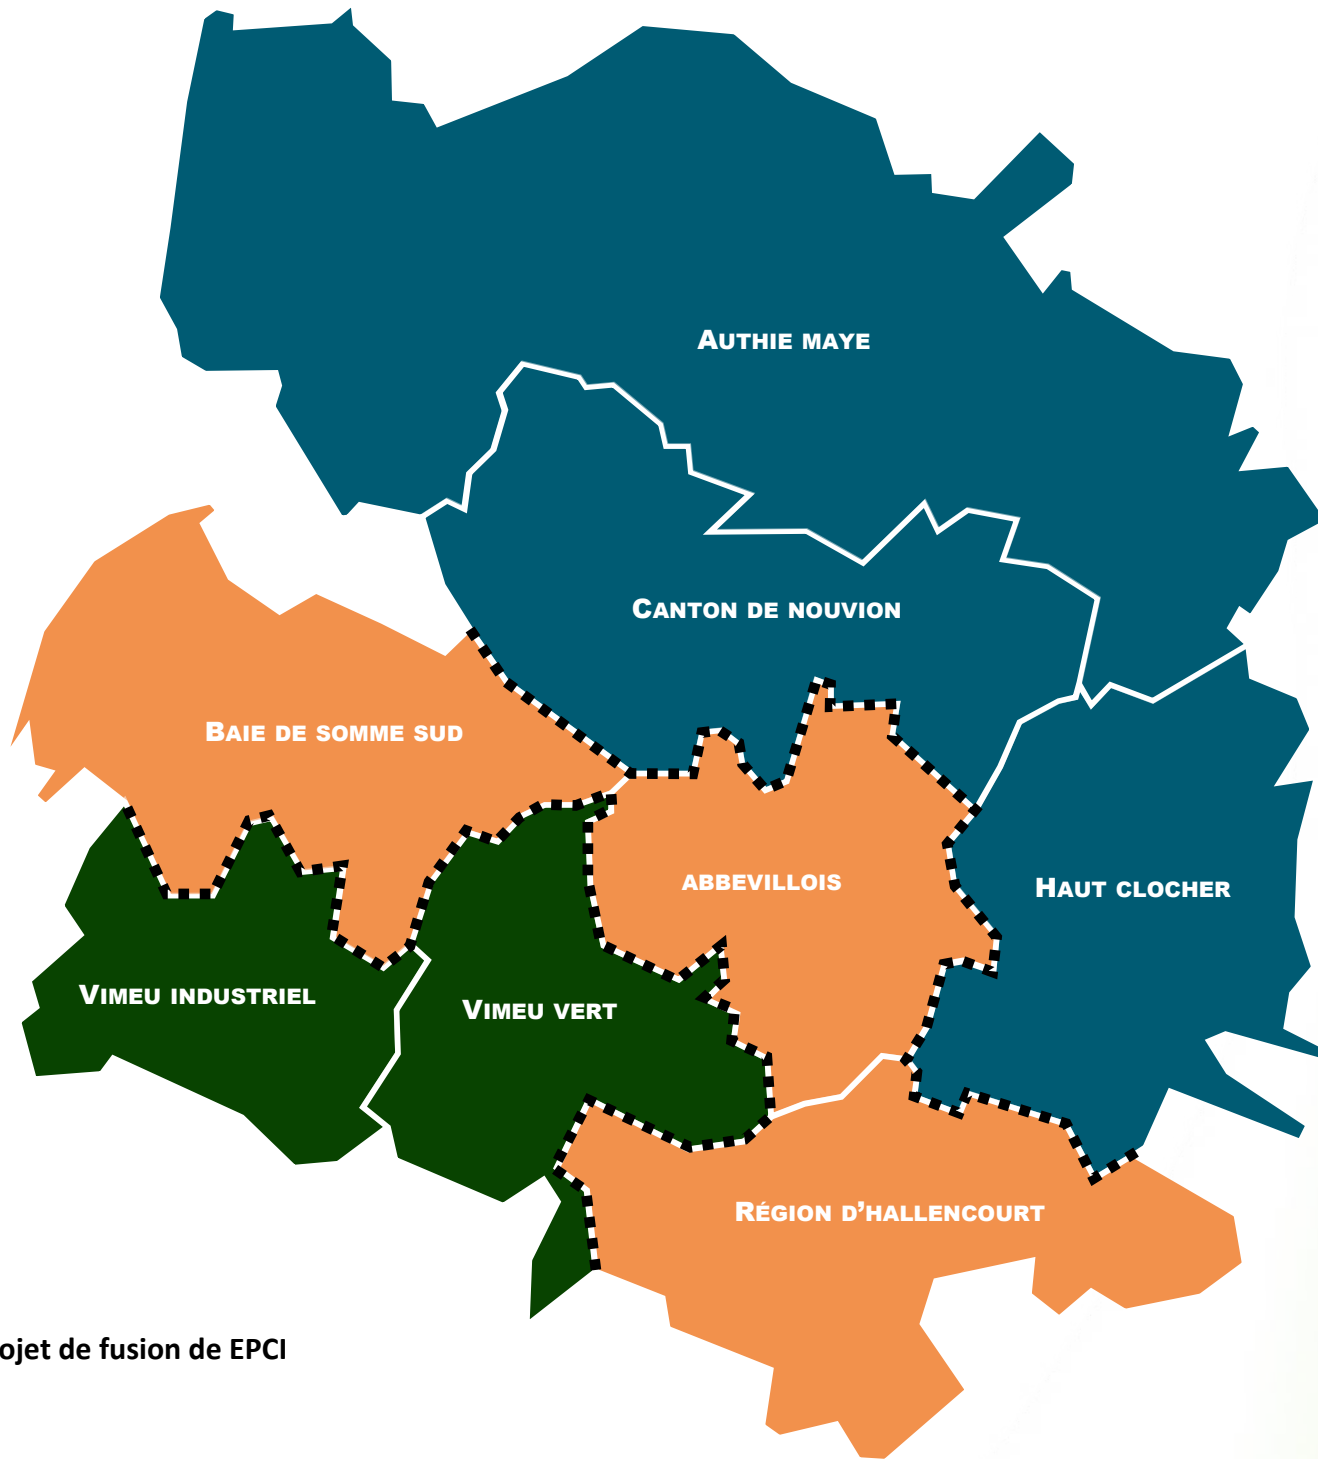 AUTHIE MAYE
CANTON DE NOUVION
BAIE DE SOMME SUD
ABBEVILLOIS
HAUT CLOCHER
VIMEU INDUSTRIEL
VIMEU VERT
RÉGION D'HALLENCOURT
ojet de fusion de EPCI